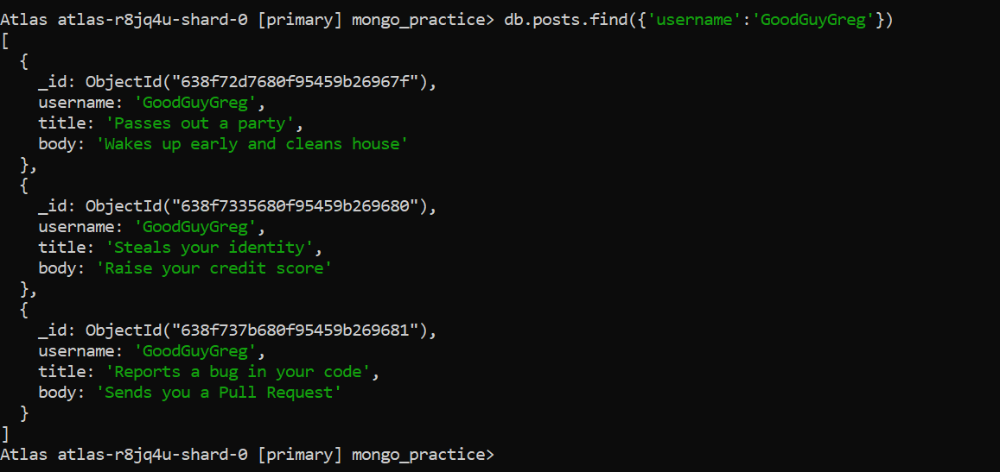 Atlas atlas-r8jq4u-shard-0 [primary] mongo_practice> db.posts.find({'username':'GoodGuyGreg'})
[
  {
    _id: ObjectId("638f72d7680f95459b26967f"),
    username: 'GoodGuyGreg',
    title: 'Passes out a party',
    body: 'Wakes up early and cleans house'
  },
  {
    _id: ObjectId("638f7335680f95459b269680"),
    username: 'GoodGuyGreg',
    title: 'Steals your identity',
    body: 'Raise your credit score'
  },
  {
    _id: ObjectId("638f737b680f95459b269681"),
    username: 'GoodGuyGreg',
    title: 'Reports a bug in your code',
    body: 'Sends you a Pull Request'
  }
]
Atlas atlas-r8jq4u-shard-0 [primary] mongo_practice>